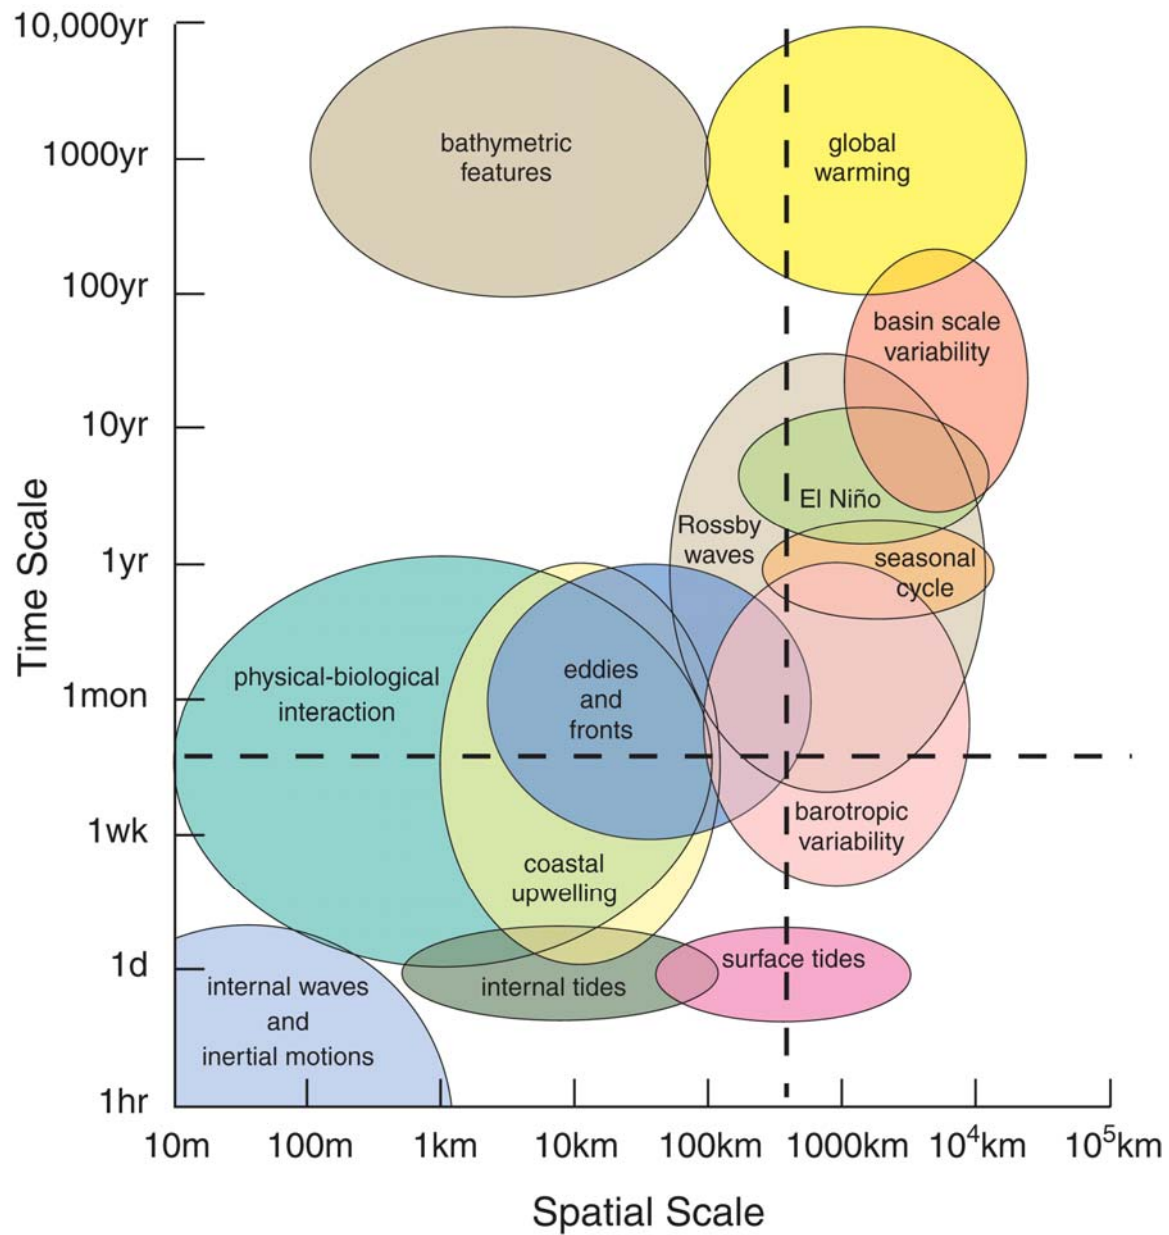 10,000yr
bathymetric
features
global
warming
1000yr
100yr
basin scale
variability
10yr
El Niño
Rossby
waves
1yr
seasonal
cycle
Time Scale
physical-biological
interaction
eddies
and
fronts
1mon
1wk
barotropic
variability
coastal
upwelling
1d
surface tides
internal waves
and
inertial motions
internal tides
1hr
10m 100m 1km 10km 100km 1000km 10⁴km 10⁵km
Spatial Scale